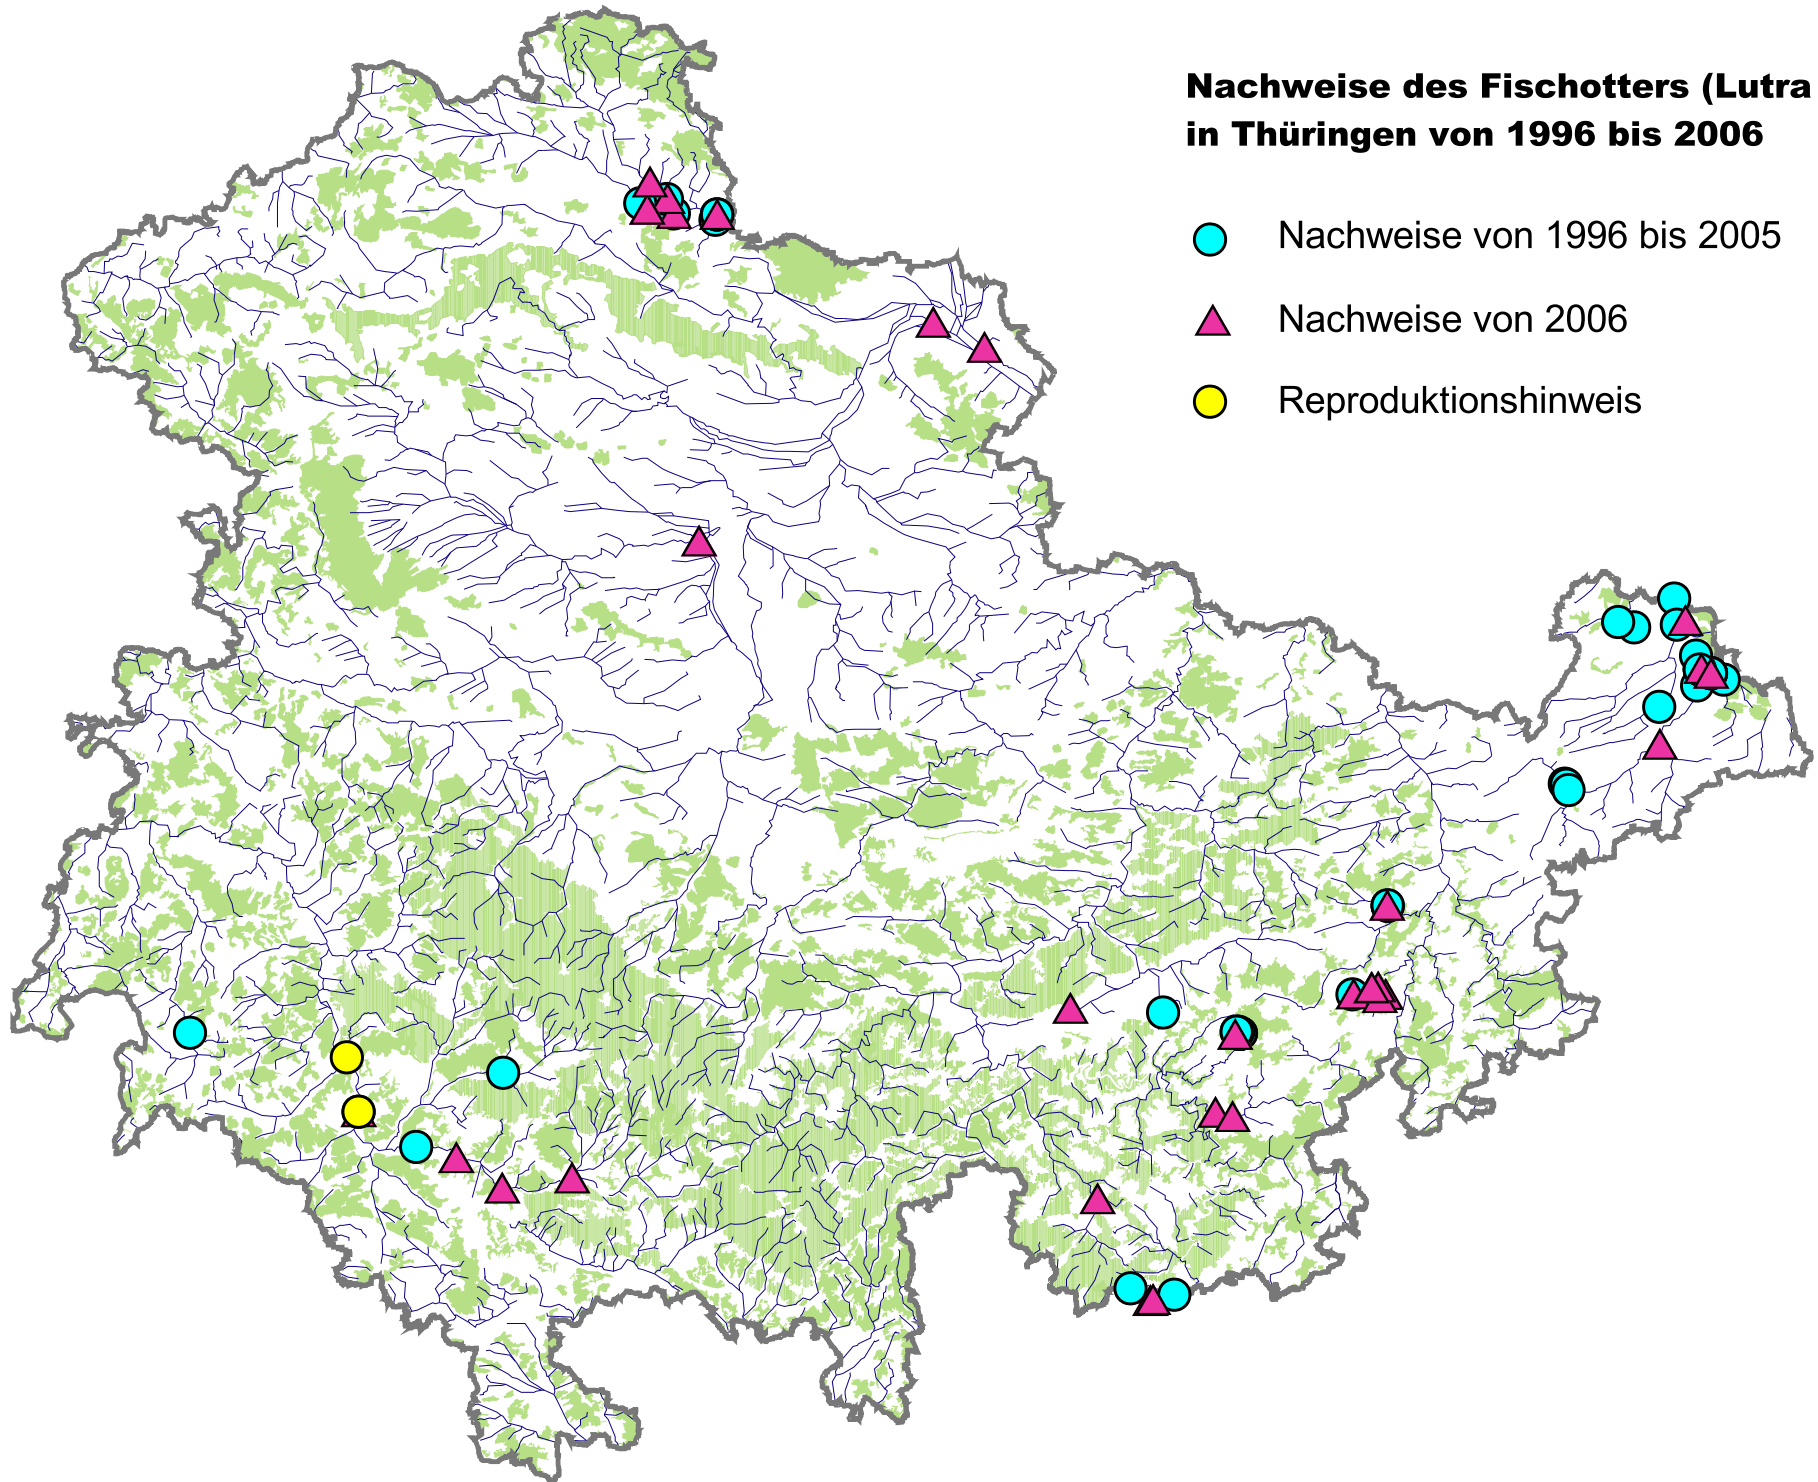 Nachweise des Fischotters (Lutra
in Thüringen von 1996 bis 2006
Nachweise von 1996 bis 2005
Nachweise von 2006
Reproduktionshinweis